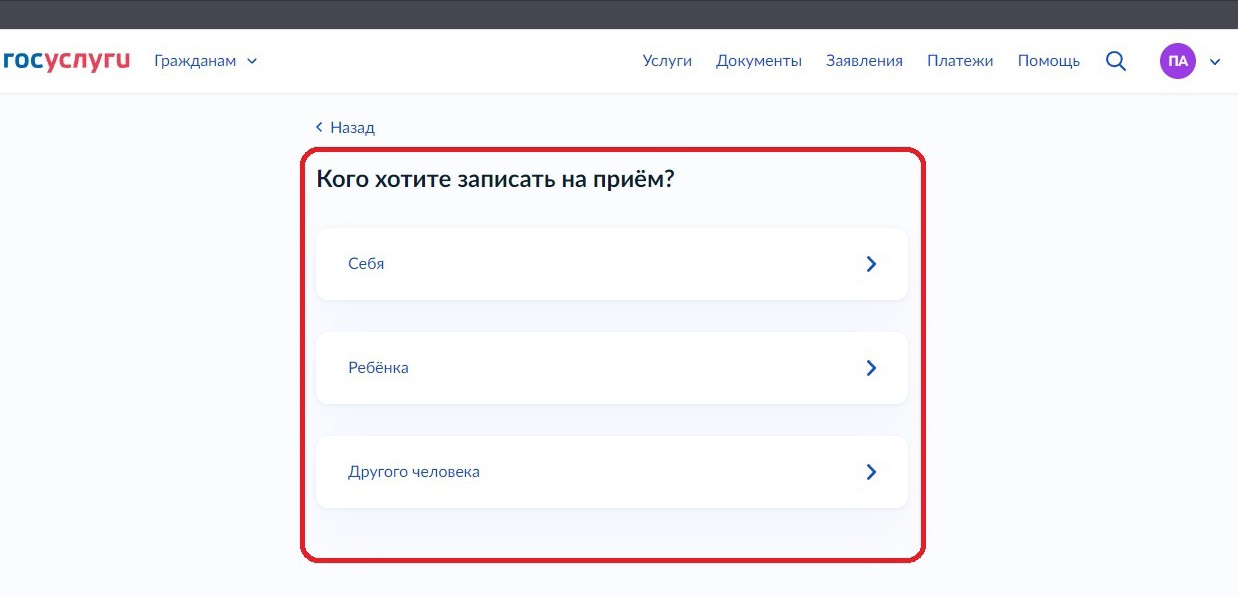 госуслуги Гражданам Услуги Документы Заявления Платежи Помощь ПА
Назад
Кого хотите записать на приём?
Себя
Ребёнка
Другого человека